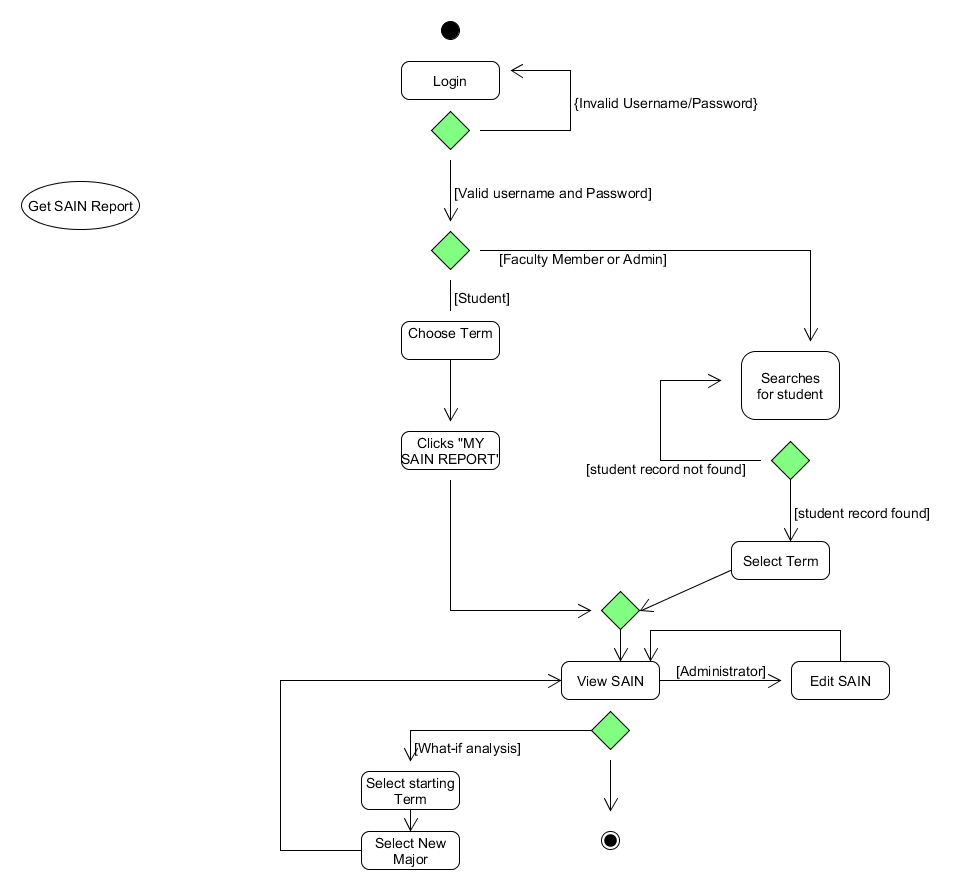 Login
{Invalid Username/Password}
[Valid username and Password]
Get SAIN Report
[Faculty Member or Admin]
[Student]
Choose Term
Searches
for student
Clicks "MY
SAIN REPORT"
[student record not found]
[student record found]
Select Term
[Administrator]
View SAIN
Edit SAIN
[What-if analysis]
Select starting
Term
Select New
Major